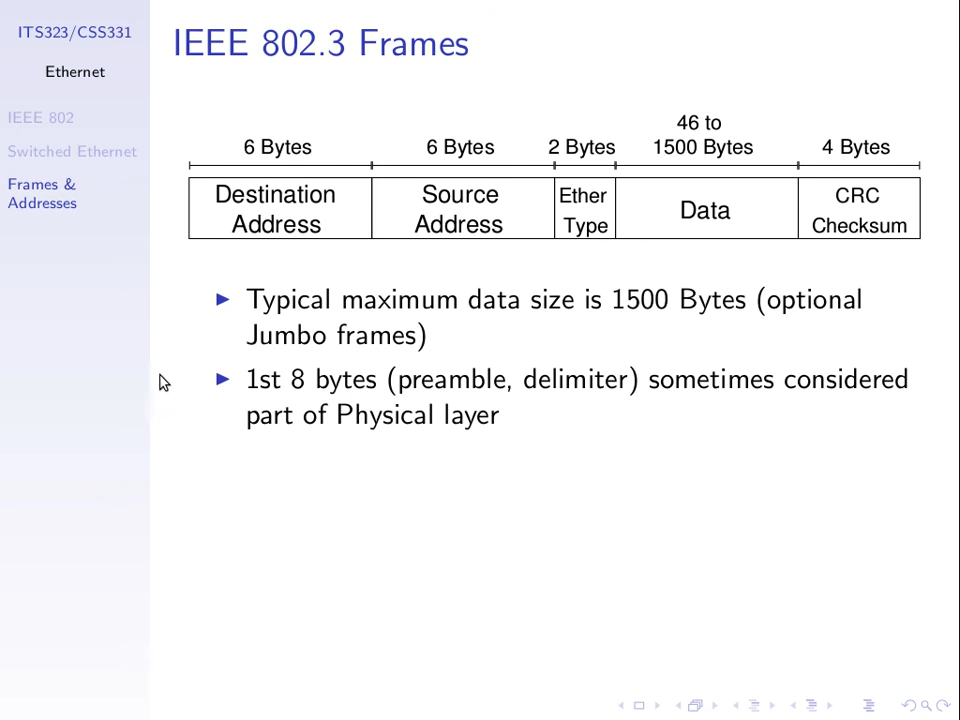 ITS323/CSS331
Ethernet
IEEE 802
Switched Ethernet
Frames &
Addresses
IEEE 802.3 Frames
46 to
6 Bytes 6 Bytes 2 Bytes 1500 Bytes 4 Bytes
Destination Source Ether Data CRC
Address Address Type Checksum
Typical maximum data size is 1500 Bytes (optional
Jumbo frames)
1st 8 bytes (preamble, delimiter) sometimes considered
part of Physical layer